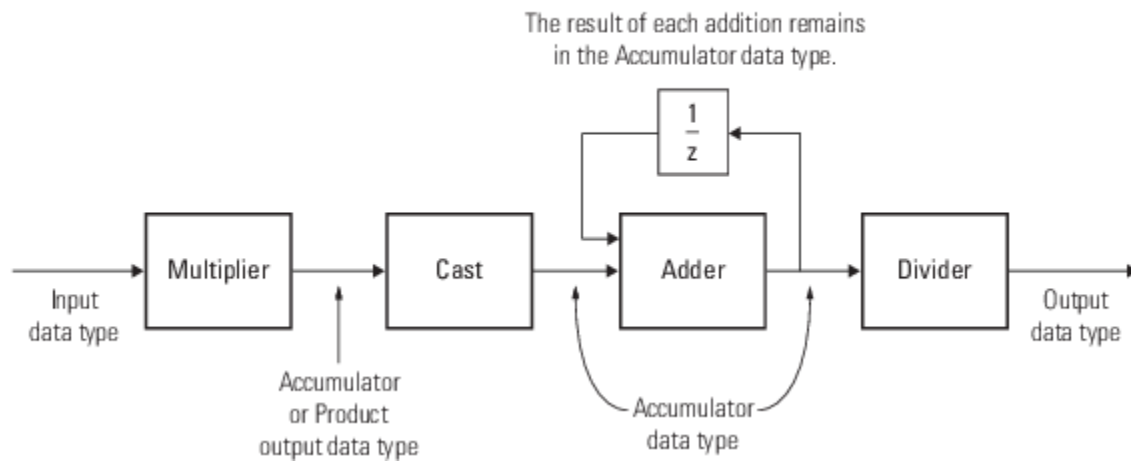 The result of each addition remains
in the Accumulator data type.
1
z
Multiplier
Cast
Adder
Divider
Input
data type
Accumulator
or Product
output data type
Accumulator
data type
Output
data type